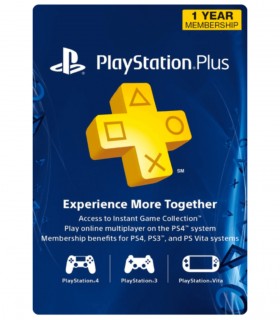 1 YEAR
MEMBERSHIP
PlayStation®Plus
SM
Experience More Together
Access to Instant Game Collection™
Play online multiplayer on the PS4™ system
Membership benefits for PS4, PS3™, and PS Vita systems
PlayStation.4 PlayStation.3 PlayStation.Vita